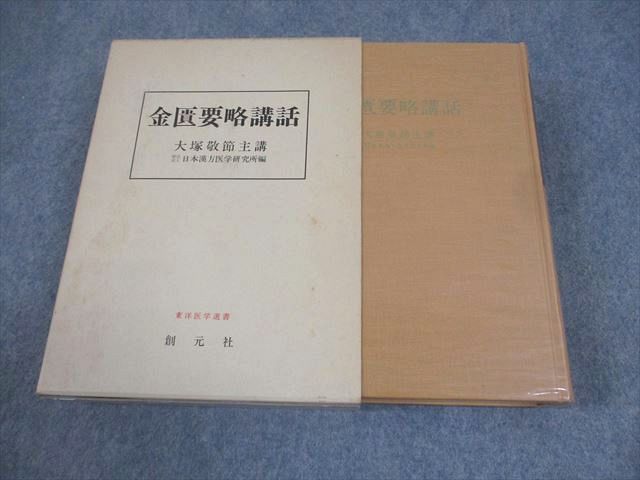 金匱要略講話
大塚敬節主講
日本漢方医学研究所編
東洋医学選書
創元社
匱要略講話
大塚敬節主講